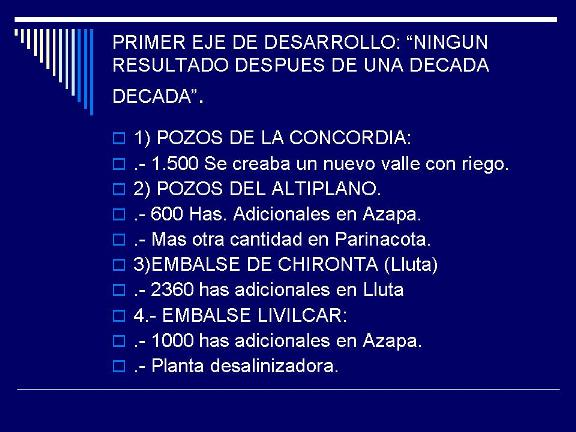 PRIMER EJE DE DESARROLLO: “NINGUN
RESULTADO DESPUES DE UNA DECADA
DECADA”.
1) POZOS DE LA CONCORDIA:
. - 1.500 Se creaba un nuevo valle con riego.
2) POZOS DEL ALTIPLANO.
. - 600 Has. Adicionales en Azapa.
. - Mas otra cantidad en Parinacota.
3)EMBALSE DE CHIRONTA (Lluta)
. - 2360 has adicionales en Lluta
4. - EMBALSE LIVILCAR:
. - 1000 has adicionales en Azapa.
. - Planta desalinizadora.